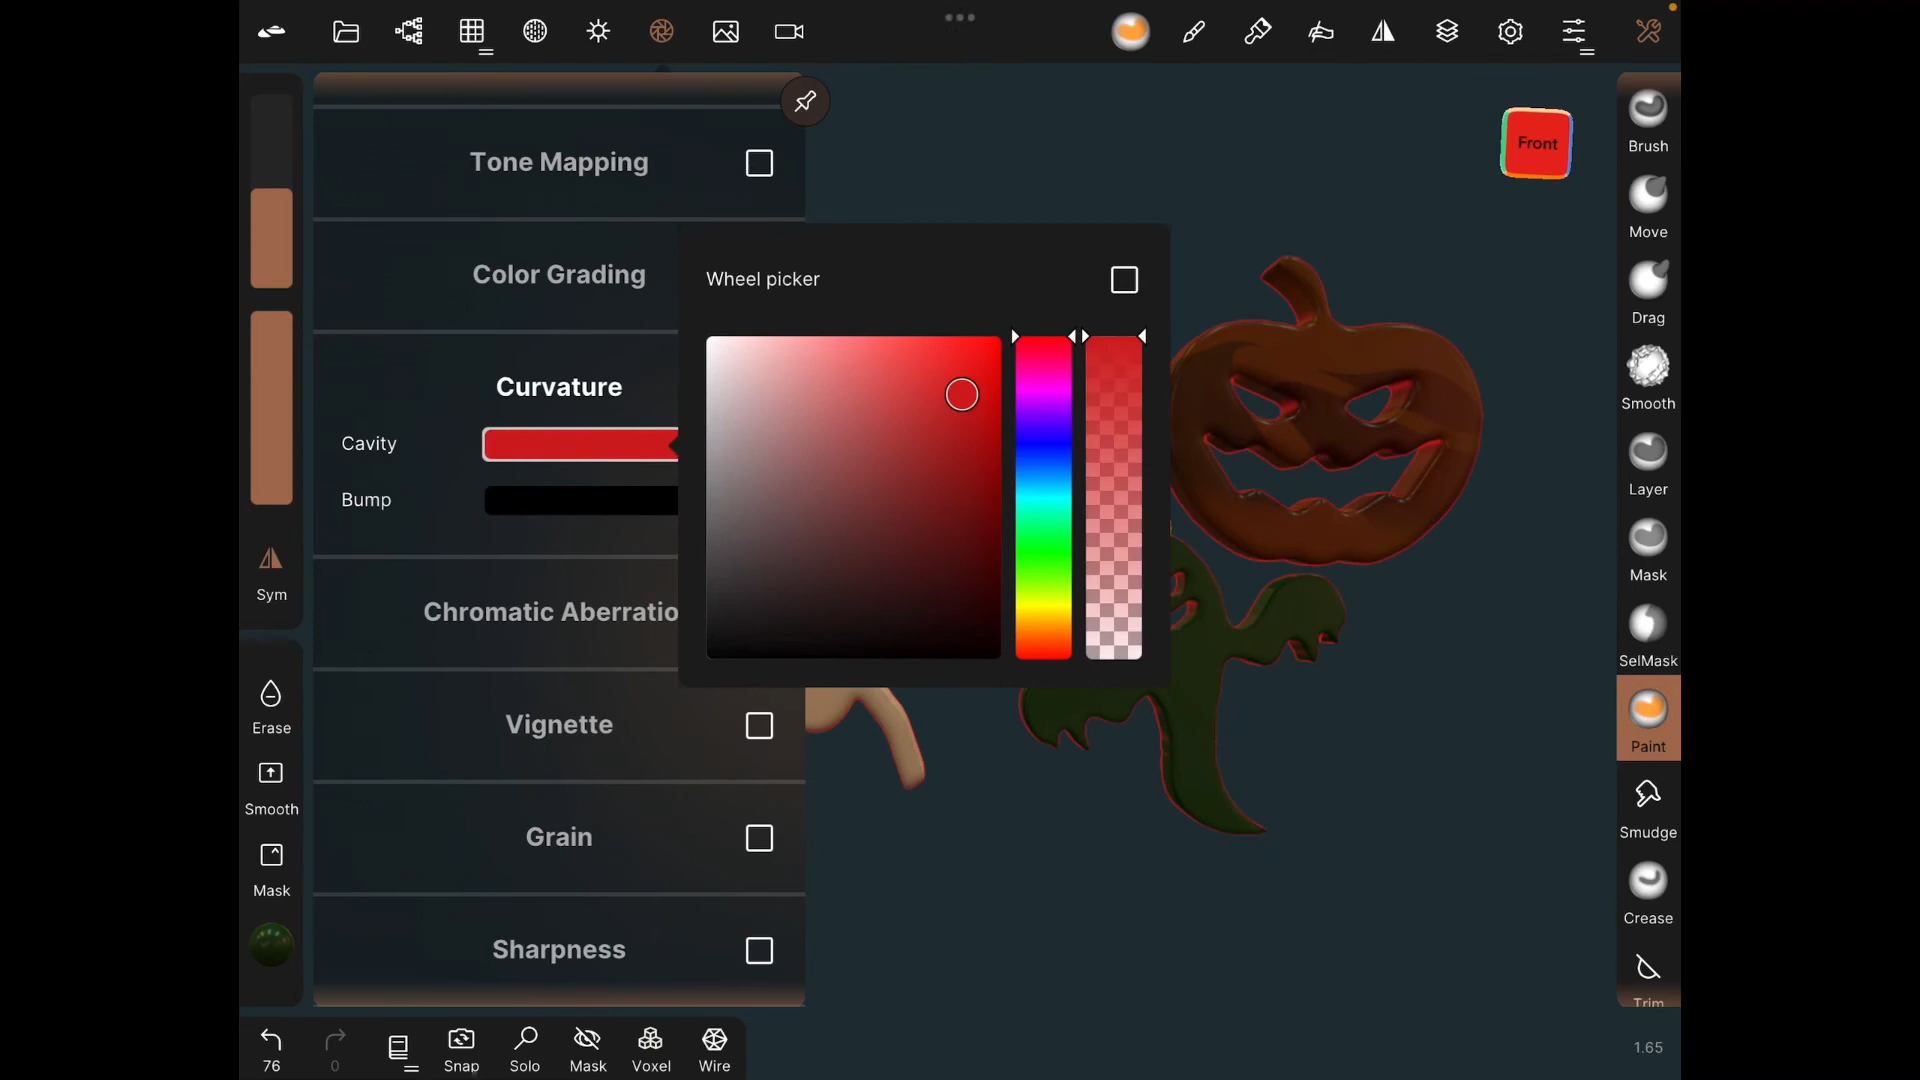 Front
Tone Mapping
Color Grading
Wheel picker
Curvature
Cavity
Bump
Chromatic Aberratio
Vignette
Grain
Sharpness
Sym
Erase
Smooth
Mask
Brush
Move
Drag
Smooth
Layer
Mask
SelMask
Paint
Smudge
Crease
Trim
76
0
Snap
Solo
Mask
Voxel
Wire
1.65